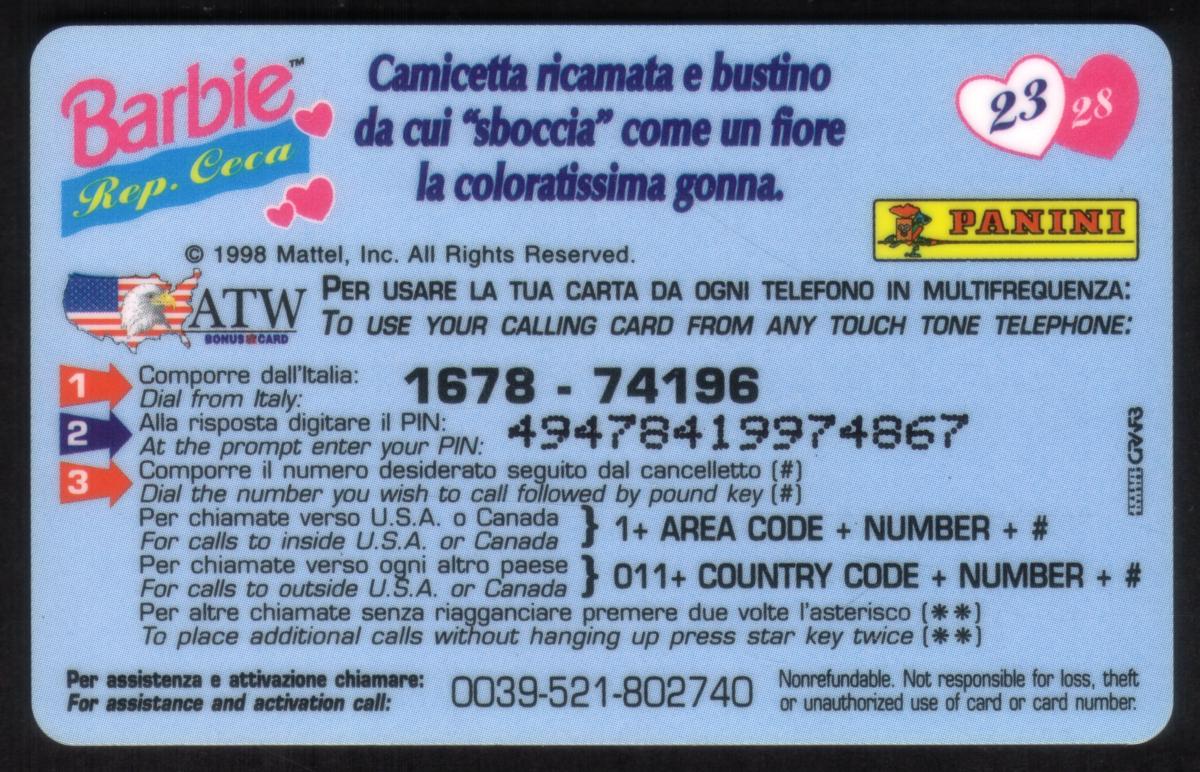 Barbie™
Rep. Ceca
Camicetta ricamata e bustino
da cui “sboccia” come un fiore
la coloratissima gonna.
23
28
PANINI
© 1998 Mattel, Inc. All Rights Reserved.
ATW
BONUS CARD
PER USARE LA TUA CARTA DA OGNI TELEFONO IN MULTIFREQUENZA:
TO USE YOUR CALLING CARD FROM ANY TOUCH TONE TELEPHONE:
1
Comporre dall'Italia:
Dial from Italy:
1678 - 74196
2
Alla risposta digitare il PIN:
At the prompt enter your PIN:
49478419974867
3
Comporre il numero desiderato seguito dal cancelletto (#)
Dial the number you wish to call followed by pound key (#)
Per chiamate verso U.S.A. o Canada
For calls to inside U.S.A. or Canada
} 1+ AREA CODE + NUMBER + #
Per chiamate verso ogni altro paese
For calls to outside U.S.A. or Canada
} 011+ COUNTRY CODE + NUMBER + #
Per altre chiamate senza riagganciare premere due volte l'asterisco (**)
To place additional calls without hanging up press star key twice (**)
Per assistenza e attivazione chiamare:
For assistance and activation call:
0039-521-802740
Nonrefundable. Not responsible for loss, theft
or unauthorized use of card or card number.